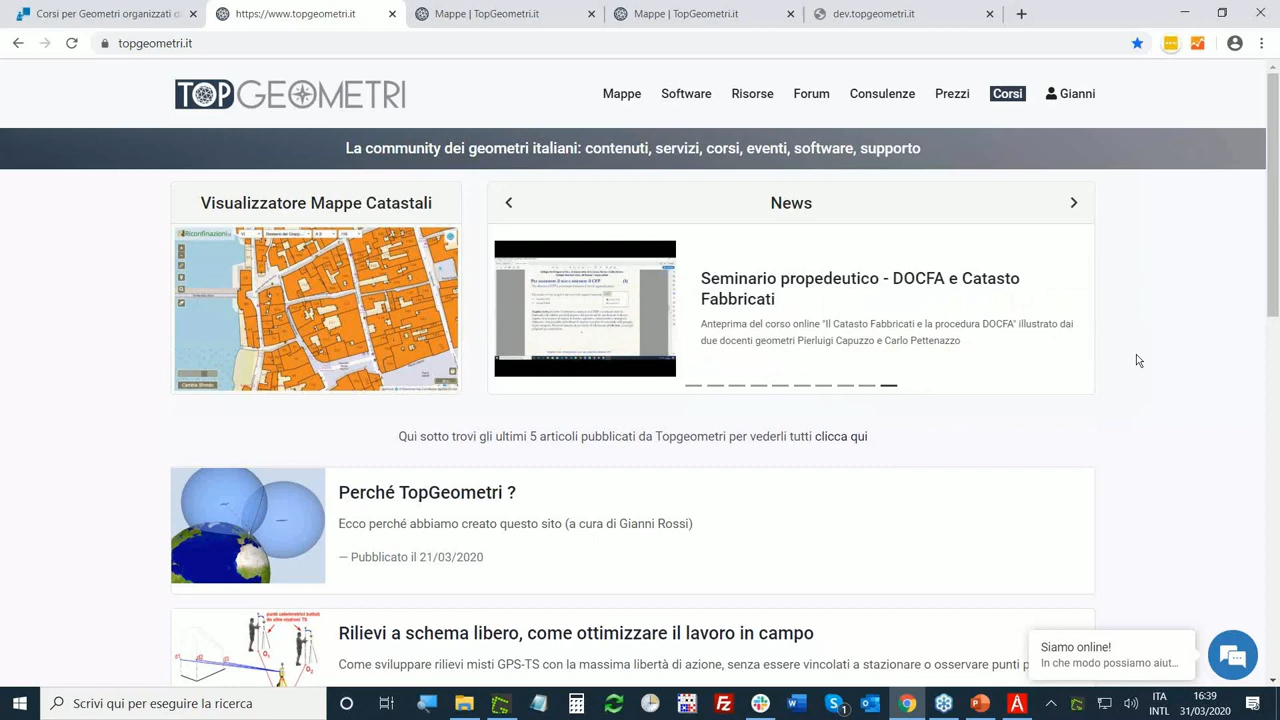 Corsi per Geometri organizzati d
https://www.topgeometri.it
Mappe | TopGeometri.it
Mappe | TopGeometri.it
dev.topgeometri.it
topgeometri.it
TOPGEOMETRI
Mappe
Software
Risorse
Forum
Consulenze
Prezzi
Corsi
Gianni
La community dei geometri italiani: contenuti, servizi, corsi, eventi, software, supporto
Visualizzatore Mappe Catastali
News
Riconfinazioni
Cambia Sfondo
Seminario propedeutico - DOCFA e Catasto
Fabbricati
Anteprima del corso online "Il Catasto Fabbricati e la procedura DOCFA" illustrato dai
due docenti geometri Pierluigi Capuzzo e Carlo Pettenazzo
Qui sotto trovi gli ultimi 5 articoli pubblicati da Topgeometri per vederli tutti clicca qui
Perché TopGeometri ?
Ecco perché abbiamo creato questo sito (a cura di Gianni Rossi)
— Pubblicato il 21/03/2020
Rilievi a schema libero, come ottimizzare il lavoro in campo
Come sviluppare rilievi misti GPS-TS con la massima libertà di azione, senza essere vincolati a stazionare o osservare punti p
Siamo online!
In che modo possiamo aiut...
Scrivi qui per eseguire la ricerca
ITA
INTL
16:39
31/03/2020